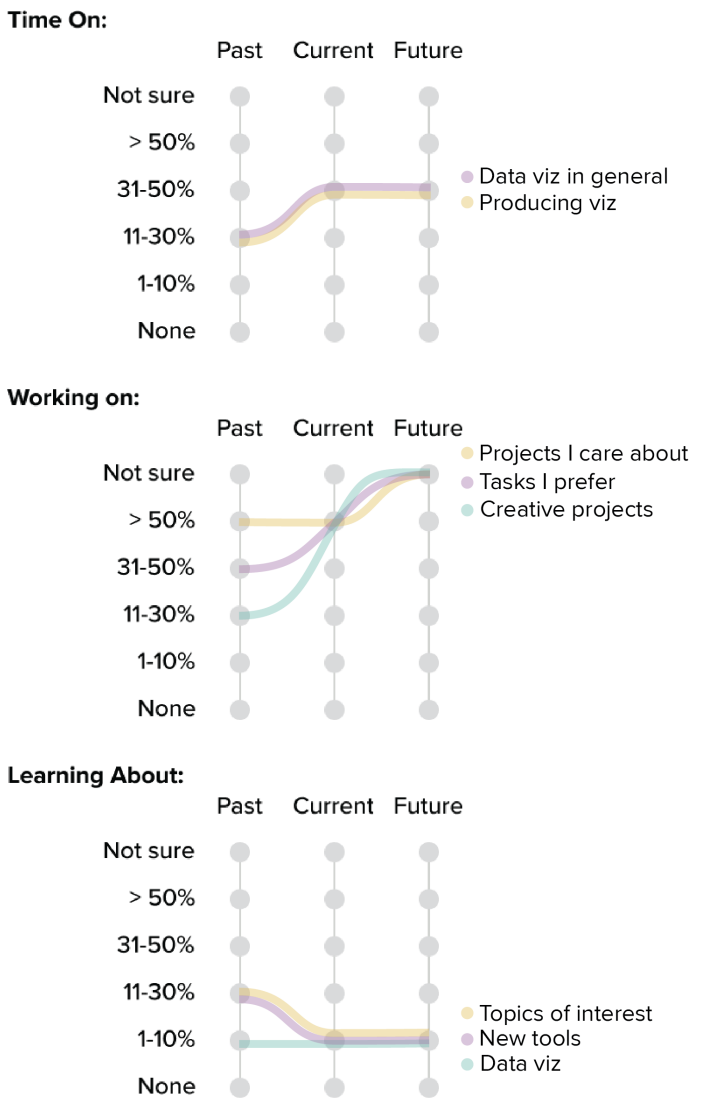 Time On:
Past Current Future
Not sure
> 50%
31-50%
11-30%
1-10%
None
Data viz in general
Producing viz
Working on:
Past Current Future
Not sure
> 50%
31-50%
11-30%
1-10%
None
Projects I care about
Tasks I prefer
Creative projects
Learning About:
Past Current Future
Not sure
> 50%
31-50%
11-30%
1-10%
None
Topics of interest
New tools
Data viz